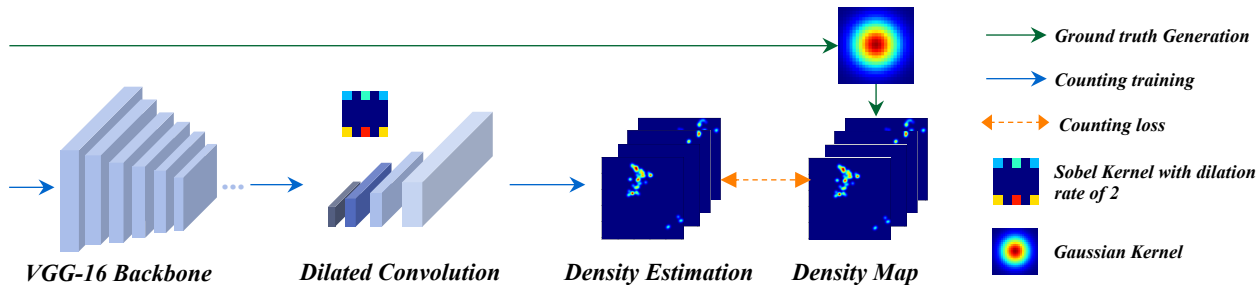 Ground truth Generation
Counting training
Counting loss
Sobel Kernel with dilation
rate of 2
Gaussian Kernel
VGG-16 Backbone
Dilated Convolution
Density Estimation
Density Map